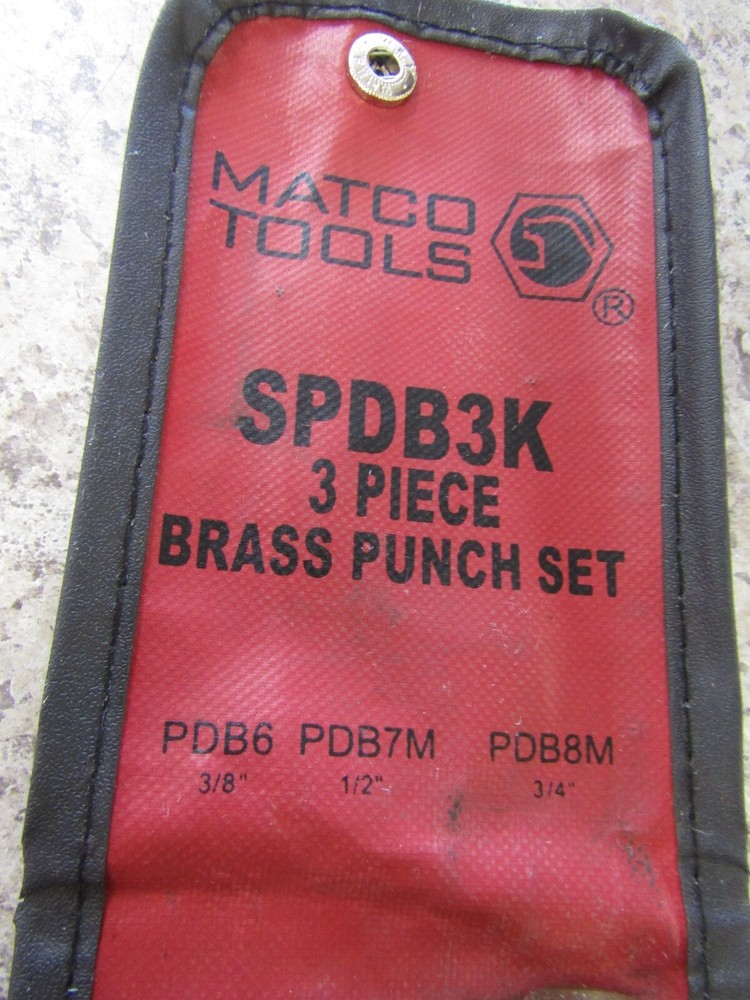 MATCO
TOOLS
®
SPDB3K
3 PIECE
BRASS PUNCH SET
PDB6 PDB7M PDB8M
3/8" 1/2" 3/4"